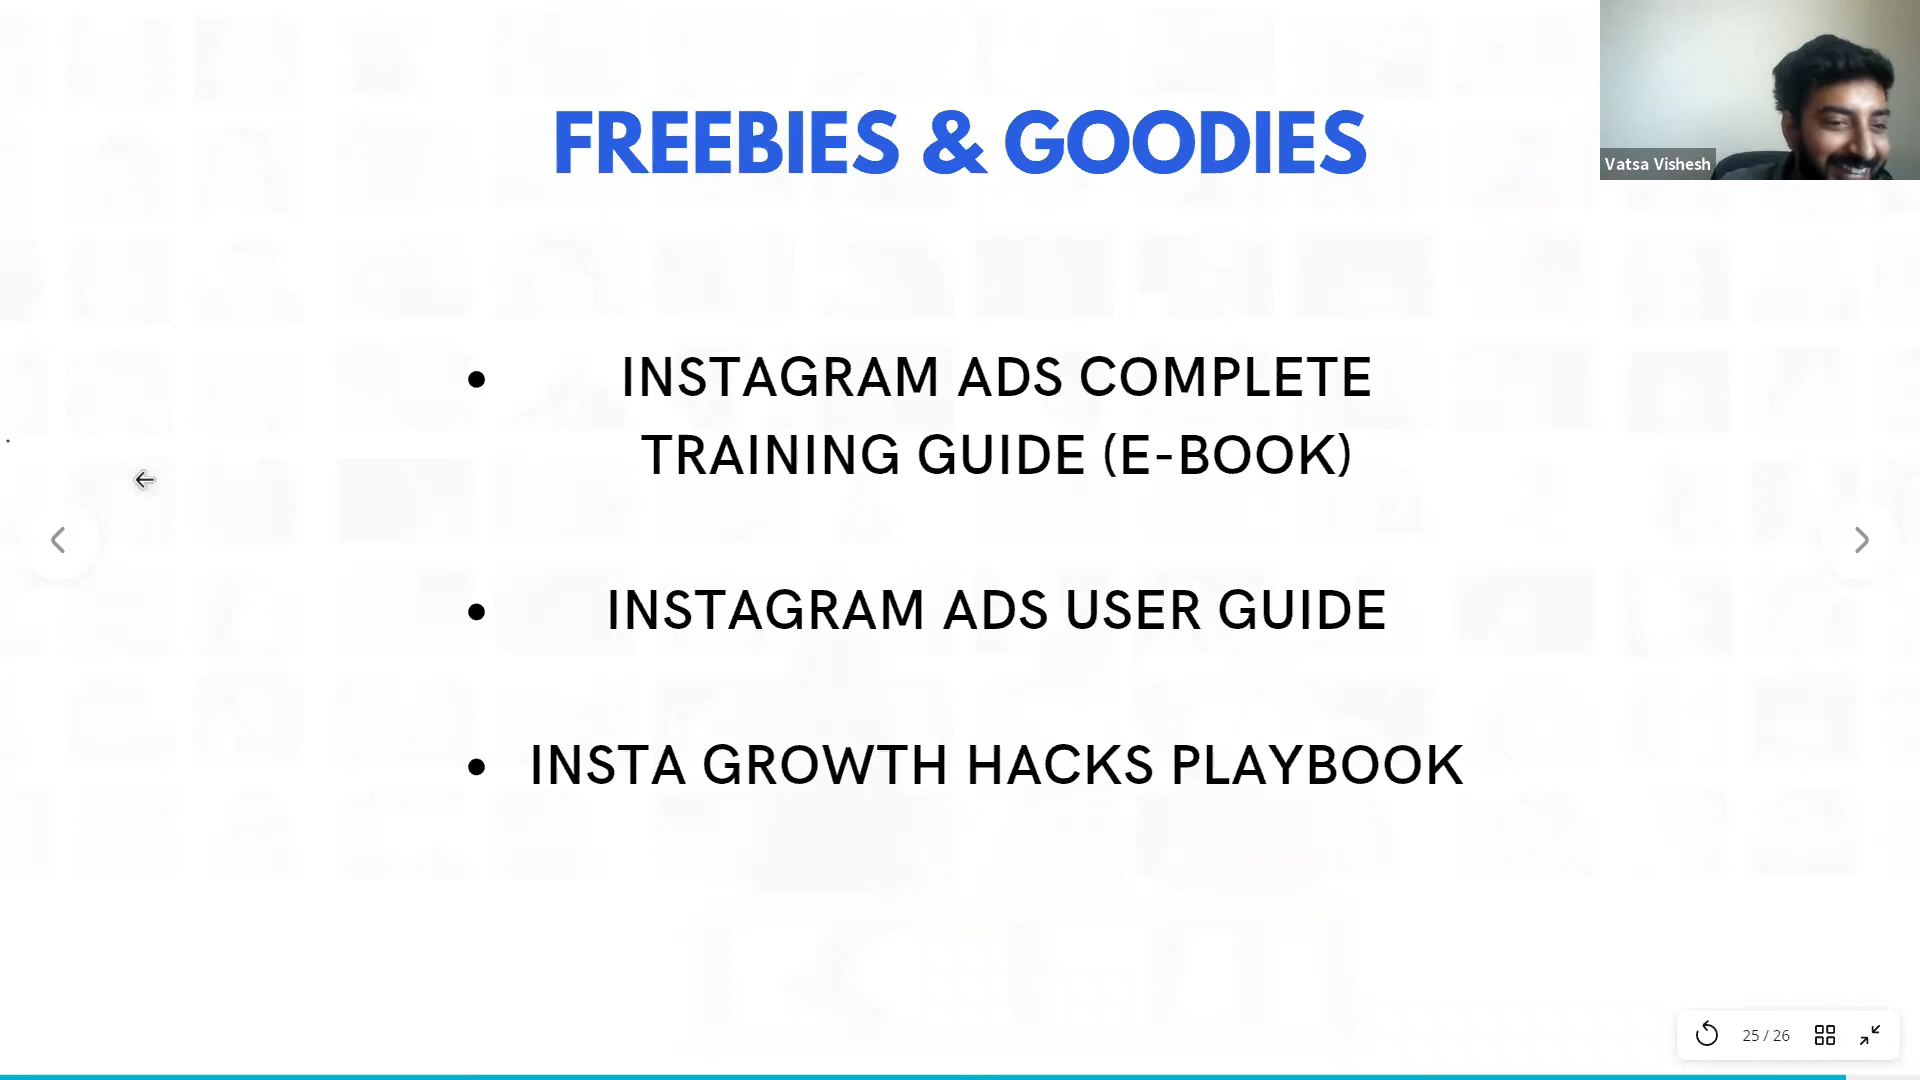 FREEBIES & GOODIES
Vatsa Vishesh
• INSTAGRAM ADS COMPLETE
TRAINING GUIDE (E-BOOK)
• INSTAGRAM ADS USER GUIDE
• INSTA GROWTH HACKS PLAYBOOK
25 / 26